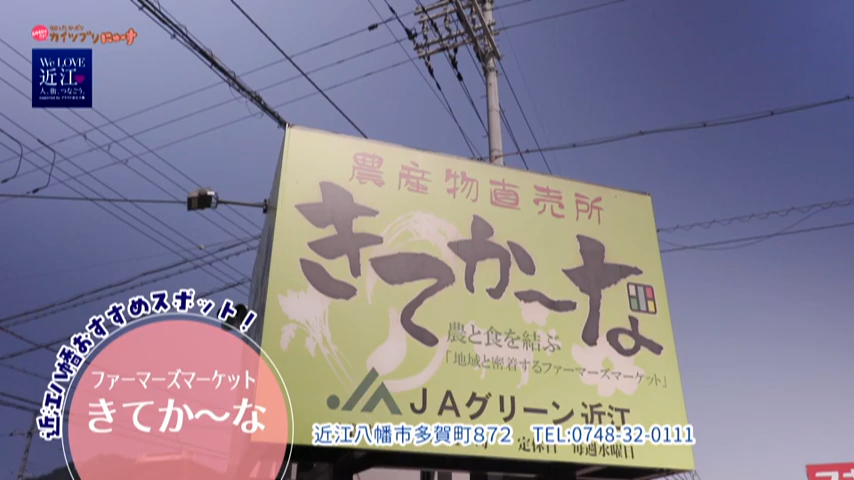 カイツブリにゅーす
We LOVE
近江
人、街、つなごう。
農産物直売所
きてか〜な
農と食を結ぶ
「地域と密着するファーマーズマーケット」
JAグリーン近江
定休日 毎週水曜日
近江八幡おすすめスポット！
ファーマーズマーケット
きてか〜な
近江八幡市多賀町872 TEL:0748-32-0111